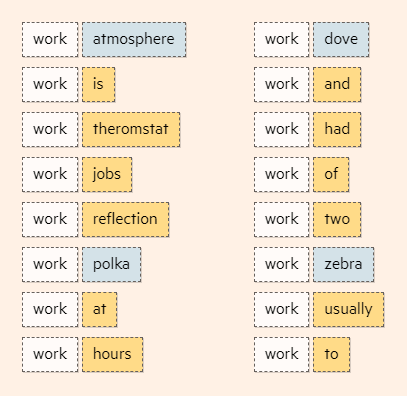 work atmosphere
work is
work theromstat
work jobs
work reflection
work polka
work at
work hours
work dove
work and
work had
work of
work two
work zebra
work usually
work to